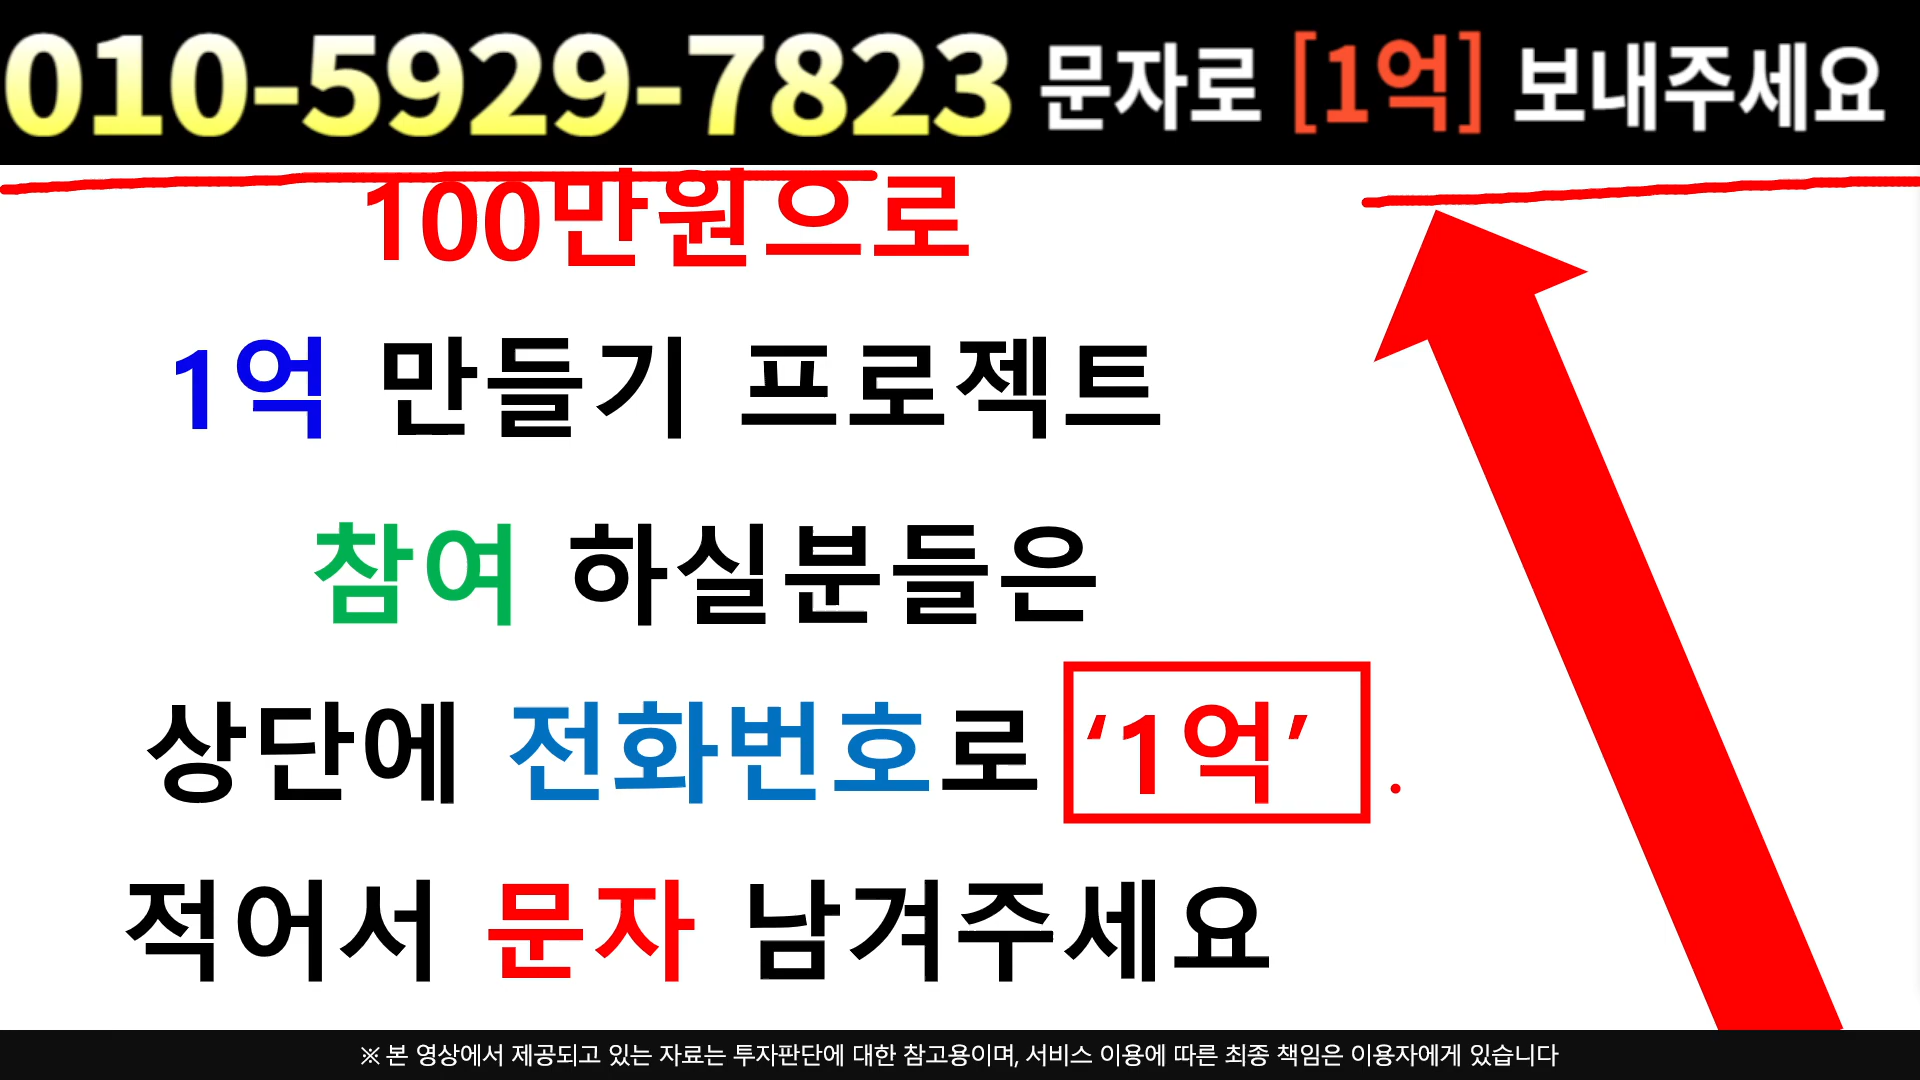 010-5929-7823 문자로 [1억] 보내주세요
100만원으로
1억 만들기 프로젝트
참여 하실분들은
상단에 전화번호로 ‘1억’ .
적어서 문자 남겨주세요
※ 본 영상에서 제공되고 있는 자료는 투자판단에 대한 참고용이며, 서비스 이용에 따른 최종 책임은 이용자에게 있습니다